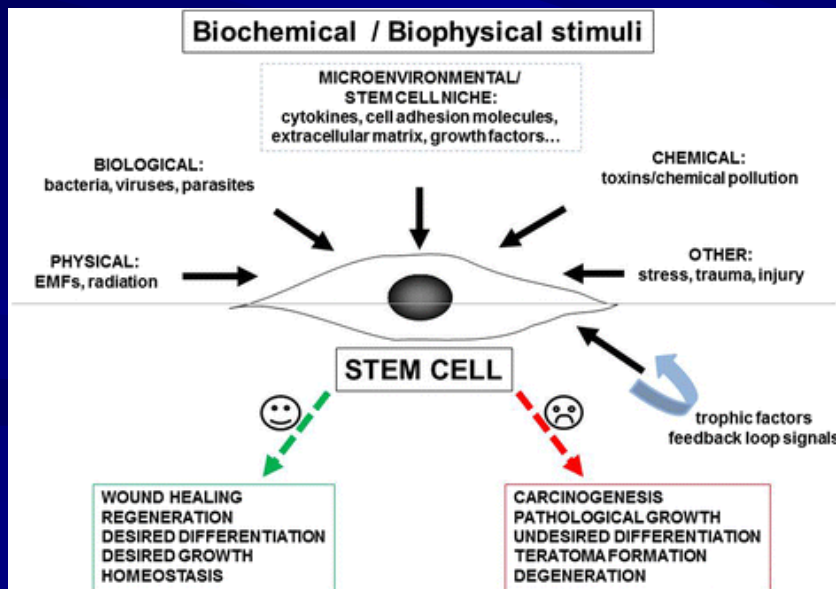 Biochemical / Biophysical stimuli
MICROENVIRONMENTAL/
STEM CELL NICHE:
cytokines, cell adhesion molecules,
extracellular matrix, growth factors...
BIOLOGICAL:
bacteria, viruses, parasites
CHEMICAL:
toxins/chemical pollution
PHYSICAL:
EMFs, radiation
OTHER:
stress, trauma, injury
STEM CELL
trophic factors
feedback loop signals
WOUND HEALING
REGENERATION
DESIRED DIFFERENTIATION
DESIRED GROWTH
HOMEOSTASIS
CARCINOGENESIS
PATHOLOGICAL GROWTH
UNDESIRED DIFFERENTIATION
TERATOMA FORMATION
DEGENERATION